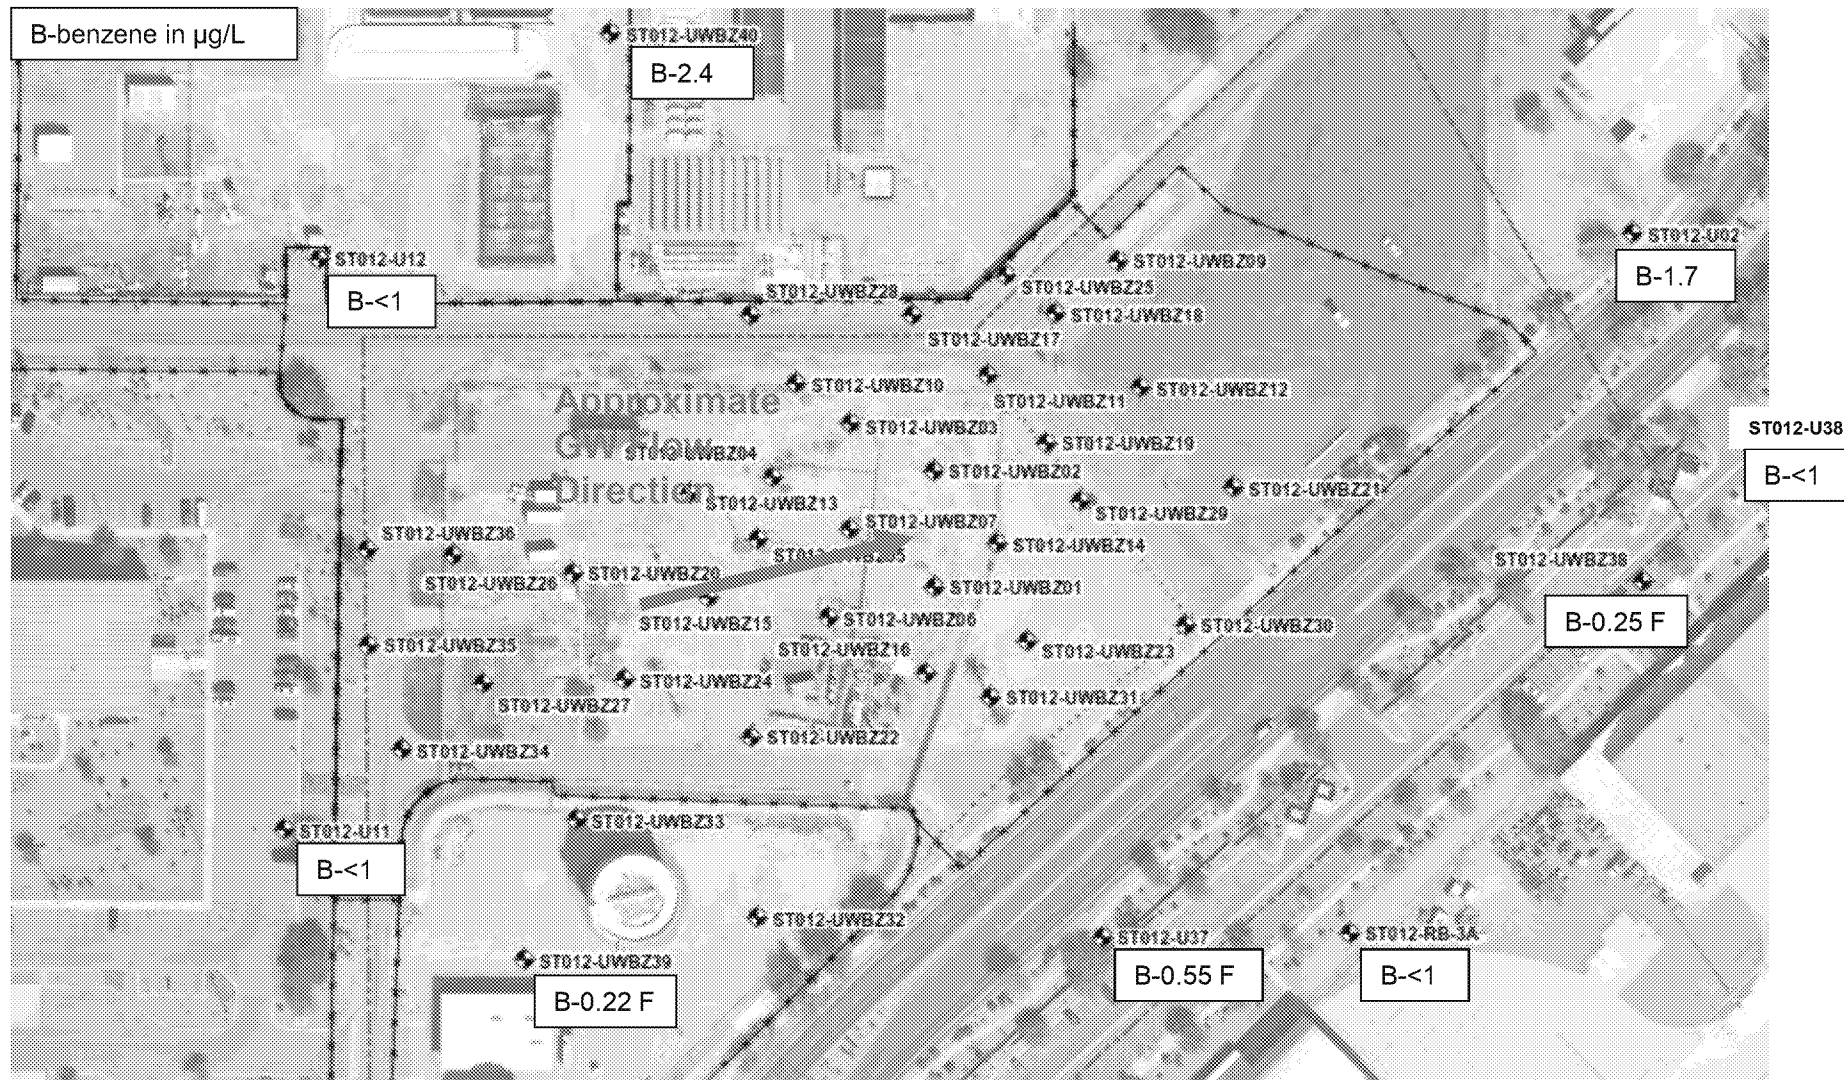 B-benzene in µg/L
ST012-UWBZ40
B-2.4
ST012-U02
B-1.7
ST012-U12
B-<1
ST012-UWBZ09
ST012-UWBZ28
ST012-UWBZ25
ST012-UWBZ18
ST012-UWBZ17
ST012-UWBZ10
ST012-UWBZ11
ST012-UWBZ12
Approximate
GW Flow
Direction
ST012-UWBZ03
ST012-U38
B-<1
ST012-UWBZ19
ST012-UWBZ04
ST012-UWBZ02
ST012-UWBZ21
ST012-UWBZ13
ST012-UWBZ29
ST012-UWBZ07
ST012-UWBZ36
ST012-UWBZ14
ST012-UWBZ05
ST012-UWBZ38
B-0.25 F
ST012-UWBZ26
ST012-UWBZ20
ST012-UWBZ01
ST012-UWBZ15
ST012-UWBZ06
ST012-UWBZ30
ST012-UWBZ35
ST012-UWBZ16
ST012-UWBZ23
ST012-UWBZ24
ST012-UWBZ27
ST012-UWBZ31
ST012-UWBZ22
ST012-UWBZ34
ST012-UWBZ33
ST012-U11
B-<1
ST012-UWBZ32
ST012-U37
B-0.55 F
ST012-RB-3A
B-<1
ST012-UWBZ39
B-0.22 F